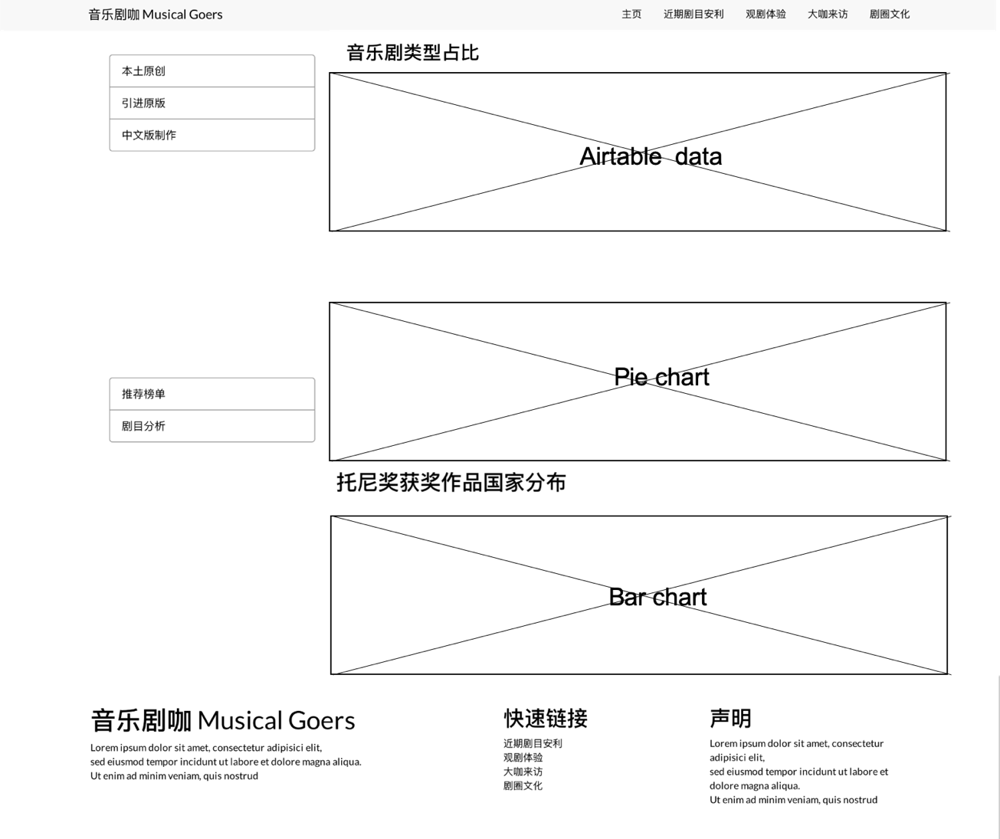 音乐剧咖 Musical Goers
主页
近期剧目安利
观剧体验
大咖来访
剧圈文化
本土原创
引进原版
中文版制作
音乐剧类型占比
Airtable data
Pie chart
推荐榜单
剧目分析
托尼奖获奖作品国家分布
Bar chart
音乐剧咖 Musical Goers
Lorem ipsum dolor sit amet, consectetur adipisici elit,
sed eiusmod tempor incidunt ut labore et dolore magna aliqua.
Ut enim ad minim veniam, quis nostrud
快速链接
近期剧目安利
观剧体验
大咖来访
剧圈文化
声明
Lorem ipsum dolor sit amet, consectetur
adipisici elit,
sed eiusmod tempor incidunt ut labore et
dolore magna aliqua.
Ut enim ad minim veniam, quis nostrud